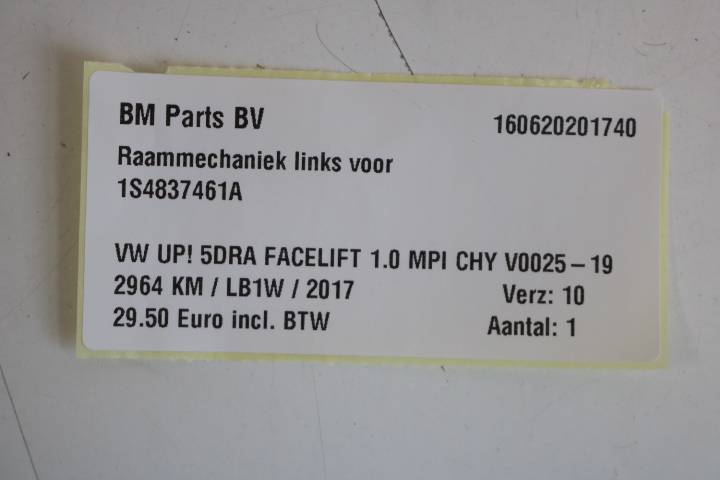 BM Parts BV 160620201740
Raammechaniek links voor
1S4837461A
VW UP! 5DRA FACELIFT 1.0 MPI CHY V0025-19
2964 KM / LB1W / 2017 Verz: 10
29.50 Euro incl. BTW Aantal: 1